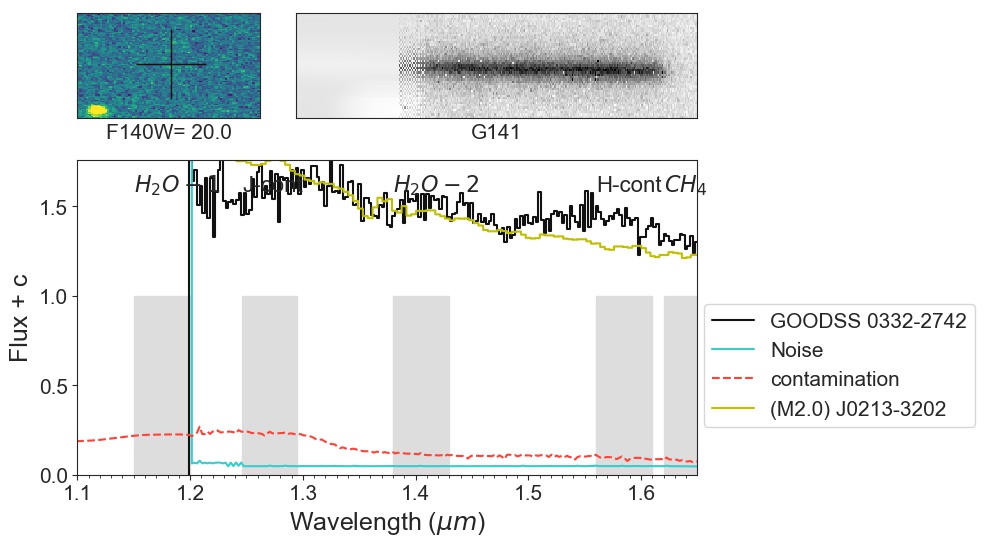 F140W= 20.0
G141
H₂O − J-cont H₂O − 2 H-cont CH₄
1.5
1.0
0.5
0.0
1.1 1.2 1.3 1.4 1.5 1.6
Flux + c
Wavelength (μm)
GOODSS 0332-2742
Noise
contamination
(M2.0) J0213-3202